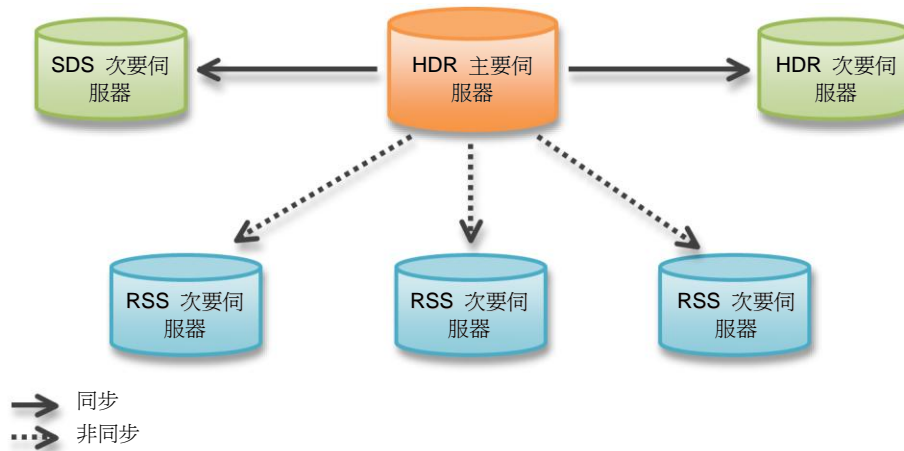 SDS 次要伺
服器
HDR 主要伺
服器
HDR 次要伺
服器
RSS 次要伺
服器
RSS 次要伺
服器
RSS 次要伺
服器
同步
非同步